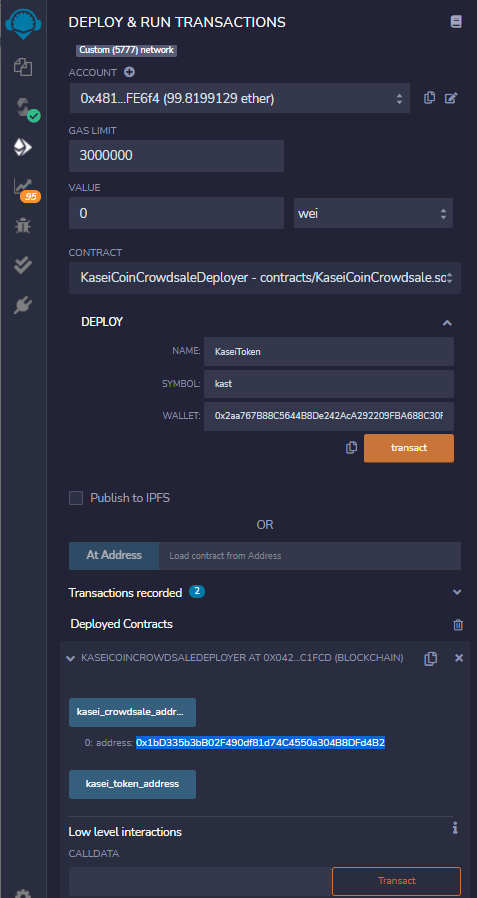 DEPLOY & RUN TRANSACTIONS
Custom (5777) network
ACCOUNT
0x481...FE6f4 (99.8199129 ether)
GAS LIMIT
3000000
95
VALUE
0
wei
CONTRACT
KaseiCoinCrowdsaleDeployer - contracts/KaseiCoinCrowdsale.sc
DEPLOY
NAME:
KaseiToken
SYMBOL:
kast
WALLET:
0x2aa767B88C5644B8De242AcA292209FBA688C30F
transact
Publish to IPFS
OR
At Address
Load contract from Address
Transactions recorded 2
Deployed Contracts
KASEICOINCROWDSALEDEPLOYER AT 0X042...C1FCD (BLOCKCHAIN)
kasei_crowdsale_addr...
0: address: 0x1bD335b3bB02F490df81d74C4550a304B8DFd4B2
kasei_token_address
Low level interactions
CALLDATA
Transact